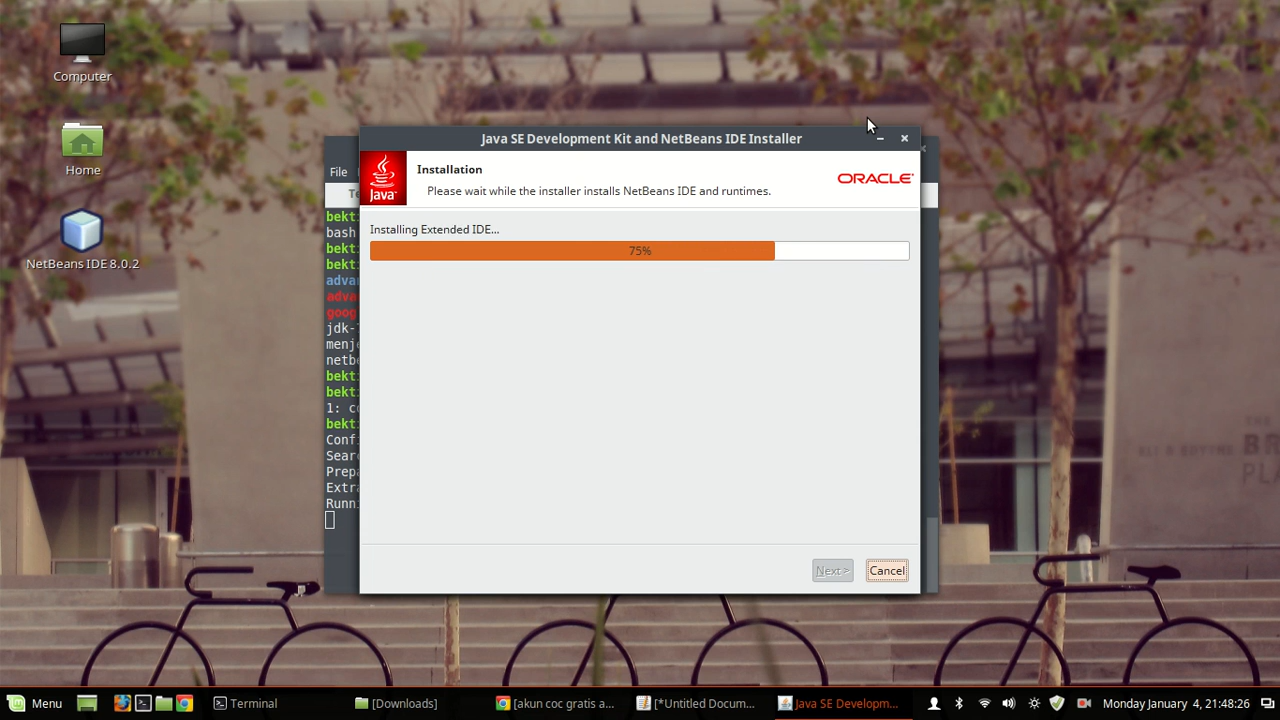 Computer
Home
NetBeans IDE 8.0.2
Java SE Development Kit and NetBeans IDE Installer
File
Java
Installation
Please wait while the installer installs NetBeans IDE and runtimes.
ORACLE
Installing Extended IDE...
75%
bash
jdk-
1:
Next >
Cancel
Menu
Terminal
[Downloads]
[akun coc gratis a...
[*Untitled Docum...
Java SE Developm...
Monday January 4, 21:48:26